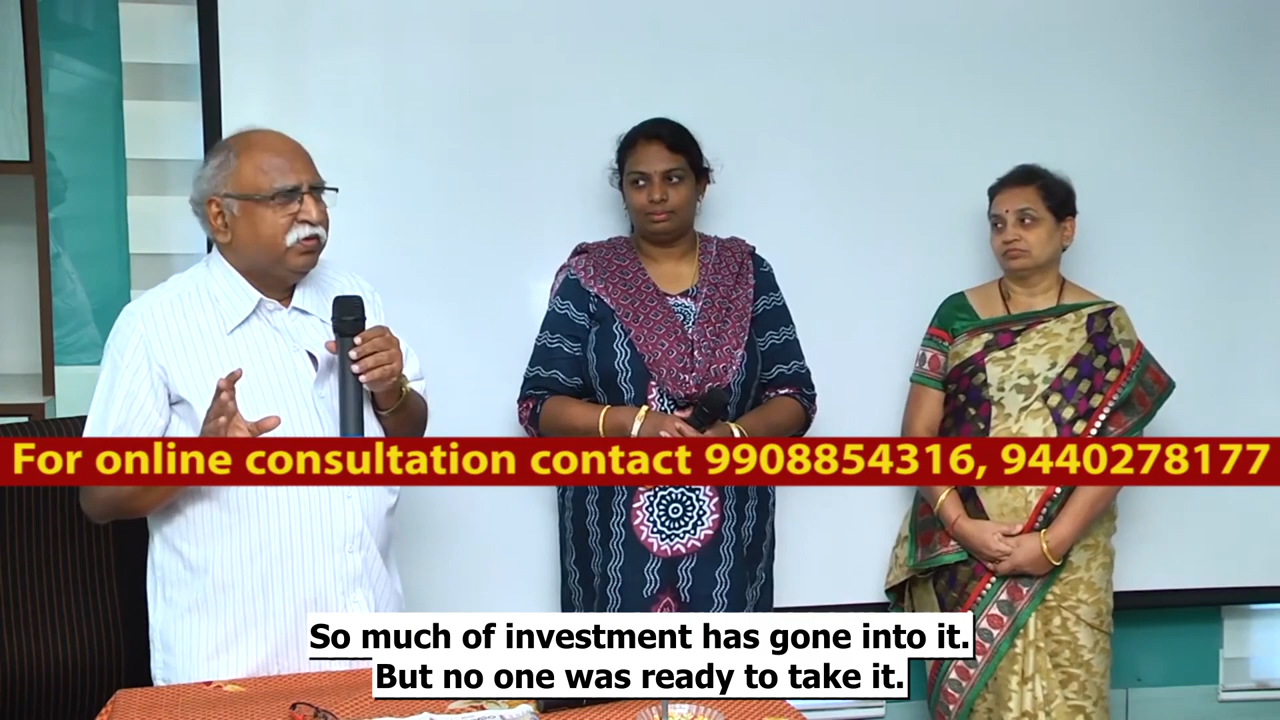 For online consultation contact 9908854316, 9440278177
So much of investment has gone into it.
But no one was ready to take it.